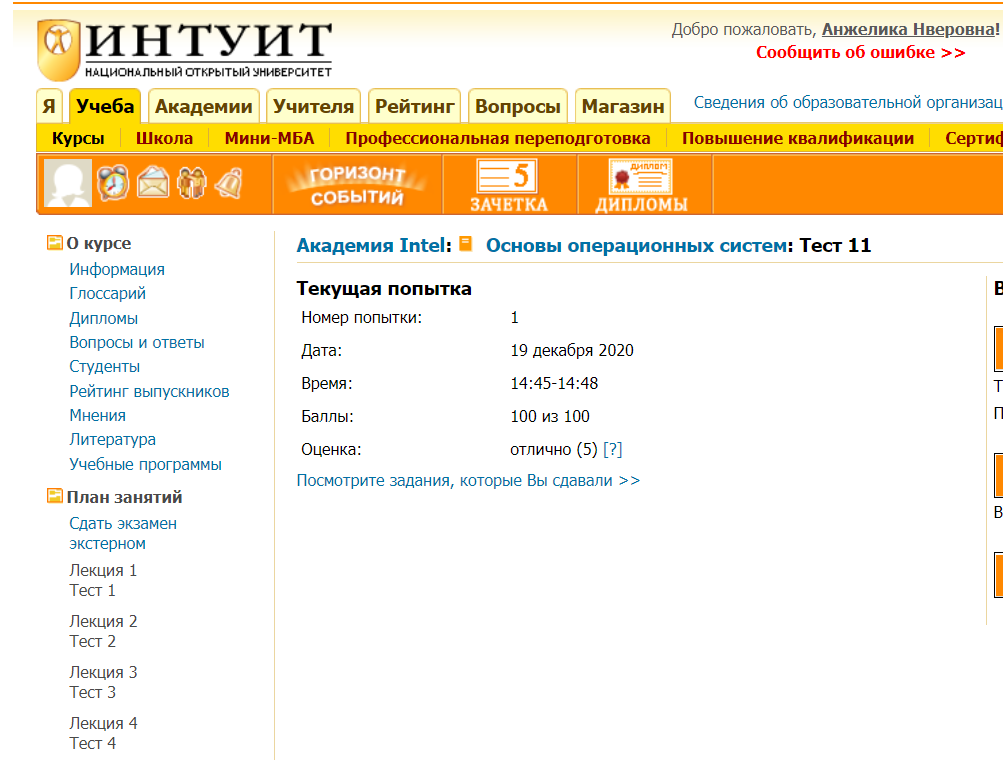 ИНТУИТ
НАЦИОНАЛЬНЫЙ ОТКРЫТЫЙ УНИВЕРСИТЕТ
Добро пожаловать, Анжелика Нверовна!
Сообщить об ошибке >>
Я Учеба Академии Учителя Рейтинг Вопросы Магазин Сведения об образовательной организац
Курсы Школа Мини-МБА Профессиональная переподготовка Повышение квалификации Сертиф
ГОРИЗОНТ СОБЫТИЙ
5
ЗАЧЕТКА
ДИПЛОМ
ДИПЛОМЫ
О курсе
Информация
Глоссарий
Дипломы
Вопросы и ответы
Студенты
Рейтинг выпускников
Мнения
Литература
Учебные программы
План занятий
Сдать экзамен
экстерном
Лекция 1
Тест 1
Лекция 2
Тест 2
Лекция 3
Тест 3
Лекция 4
Тест 4
Академия Intel: Основы операционных систем: Тест 11
Текущая попытка
Номер попытки: 1
Дата: 19 декабря 2020
Время: 14:45-14:48
Баллы: 100 из 100
Оценка: отлично (5) [?]
Посмотрите задания, которые Вы сдавали >>